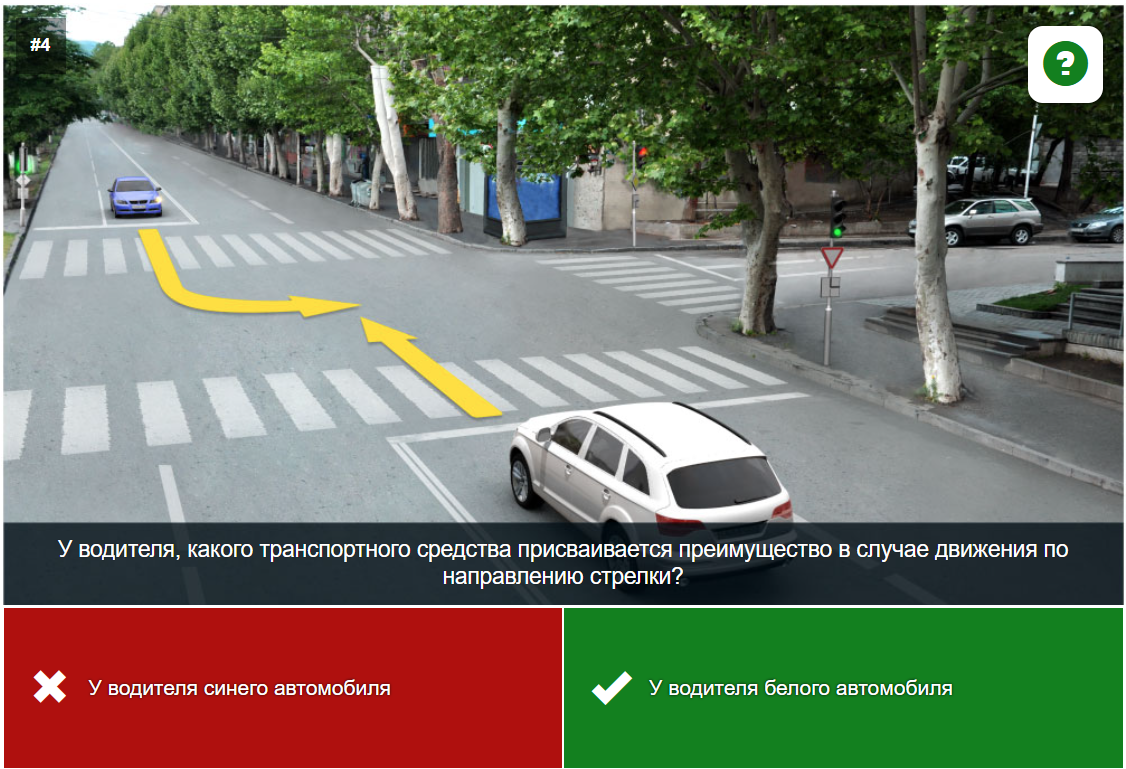 #4
?
У водителя, какого транспортного средства присваивается преимущество в случае движения по
направлению стрелки?
У водителя синего автомобиля
У водителя белого автомобиля